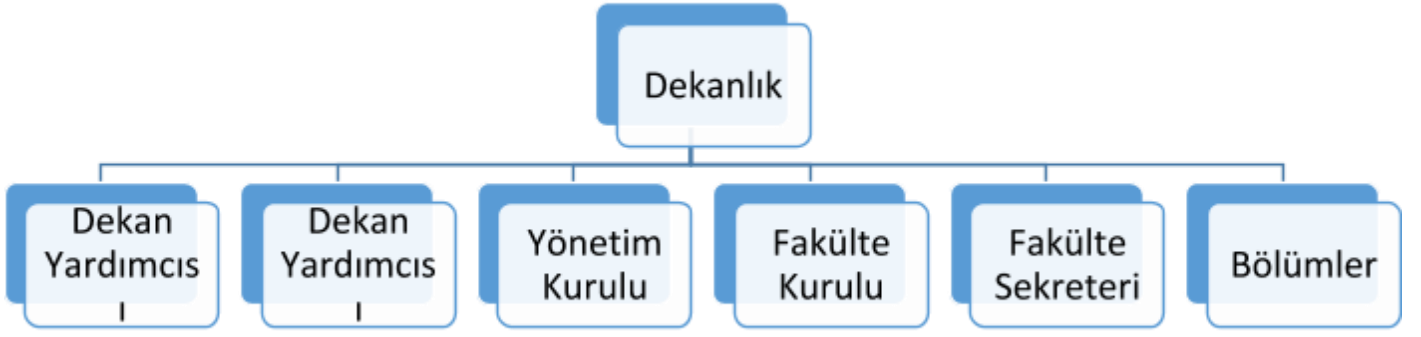 Dekanlık
Dekan
Yardımcıs
ı
Dekan
Yardımcıs
ı
Yönetim
Kurulu
Fakülte
Kurulu
Fakülte
Sekreteri
Bölümler